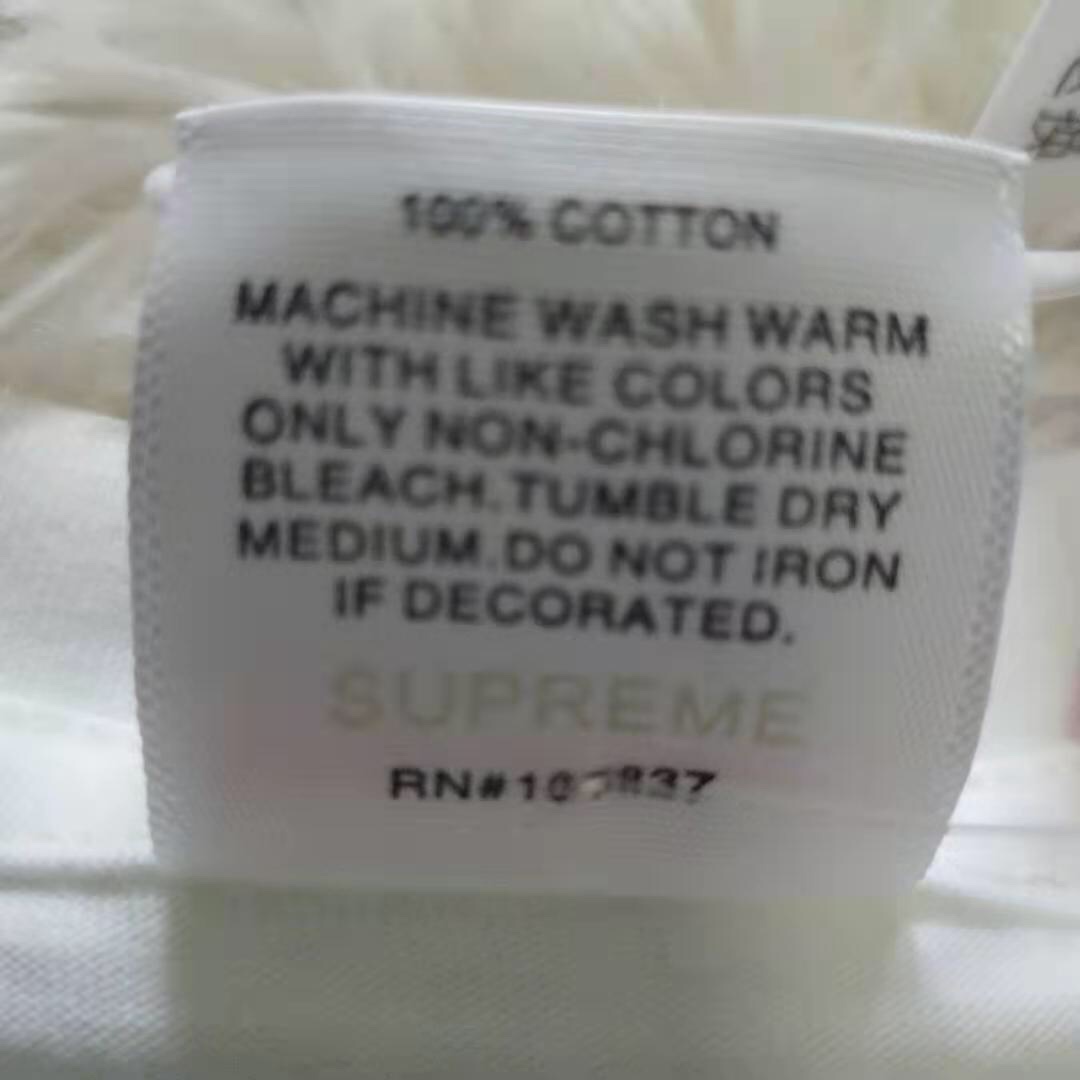 100% COTTON
MACHINE WASH WARM
WITH LIKE COLORS
ONLY NON-CHLORINE
BLEACH.TUMBLE DRY
MEDIUM.DO NOT IRON
IF DECORATED.
SUPREME